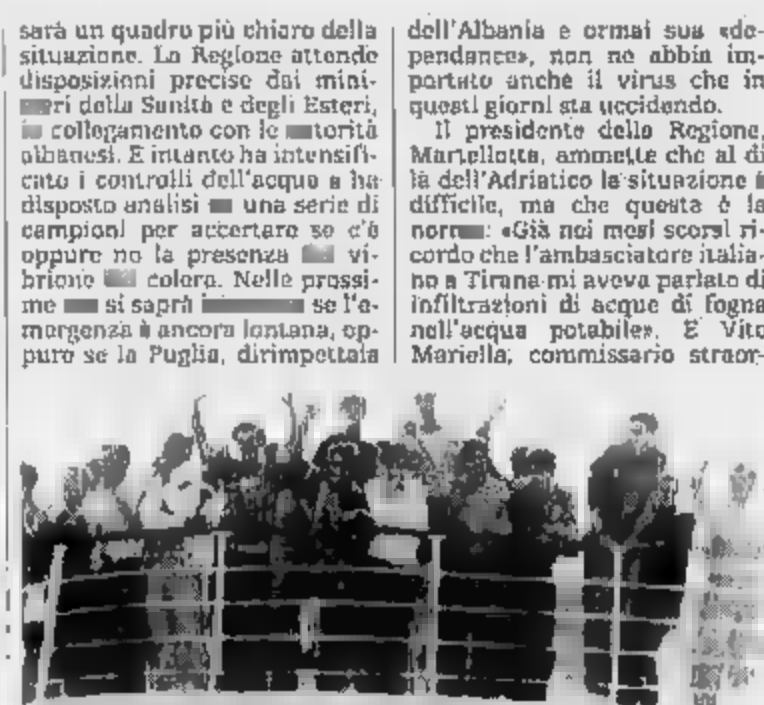 sarà un quadro più chiaro della
situazione. La Regione attende
disposizioni precise dai mini-
della Sanità e degli Esteri,
collegamento con le
albanesi. E intanto ha intensifi-
cato i controlli dell'acqua e ha
disposto analisi una serie di
campioni per accertare se c'è
oppure no la presenza vi-
brione colera. Nelle prossi-
me si saprà se l'e-
mergenza è ancora lontana, op-
pure se la Puglia, dirimpettaia
dell'Albania e ormai sua «de-
pendance», non ne abbia im-
portato anche il virus che in
questi giorni sta uccidendo.
Il presidente della Regione,
Martellotta, ammette che al di
là dell'Adriatico la situazione è
difficile, ma che questa è la
«Già nei mesi scorsi ri-
cordo che l'ambasciatore italia-
no a Tirana mi aveva parlato di
infiltrazioni di acque di fogna
nell'acqua potabile». E Vito
Mariella, commissario straor-